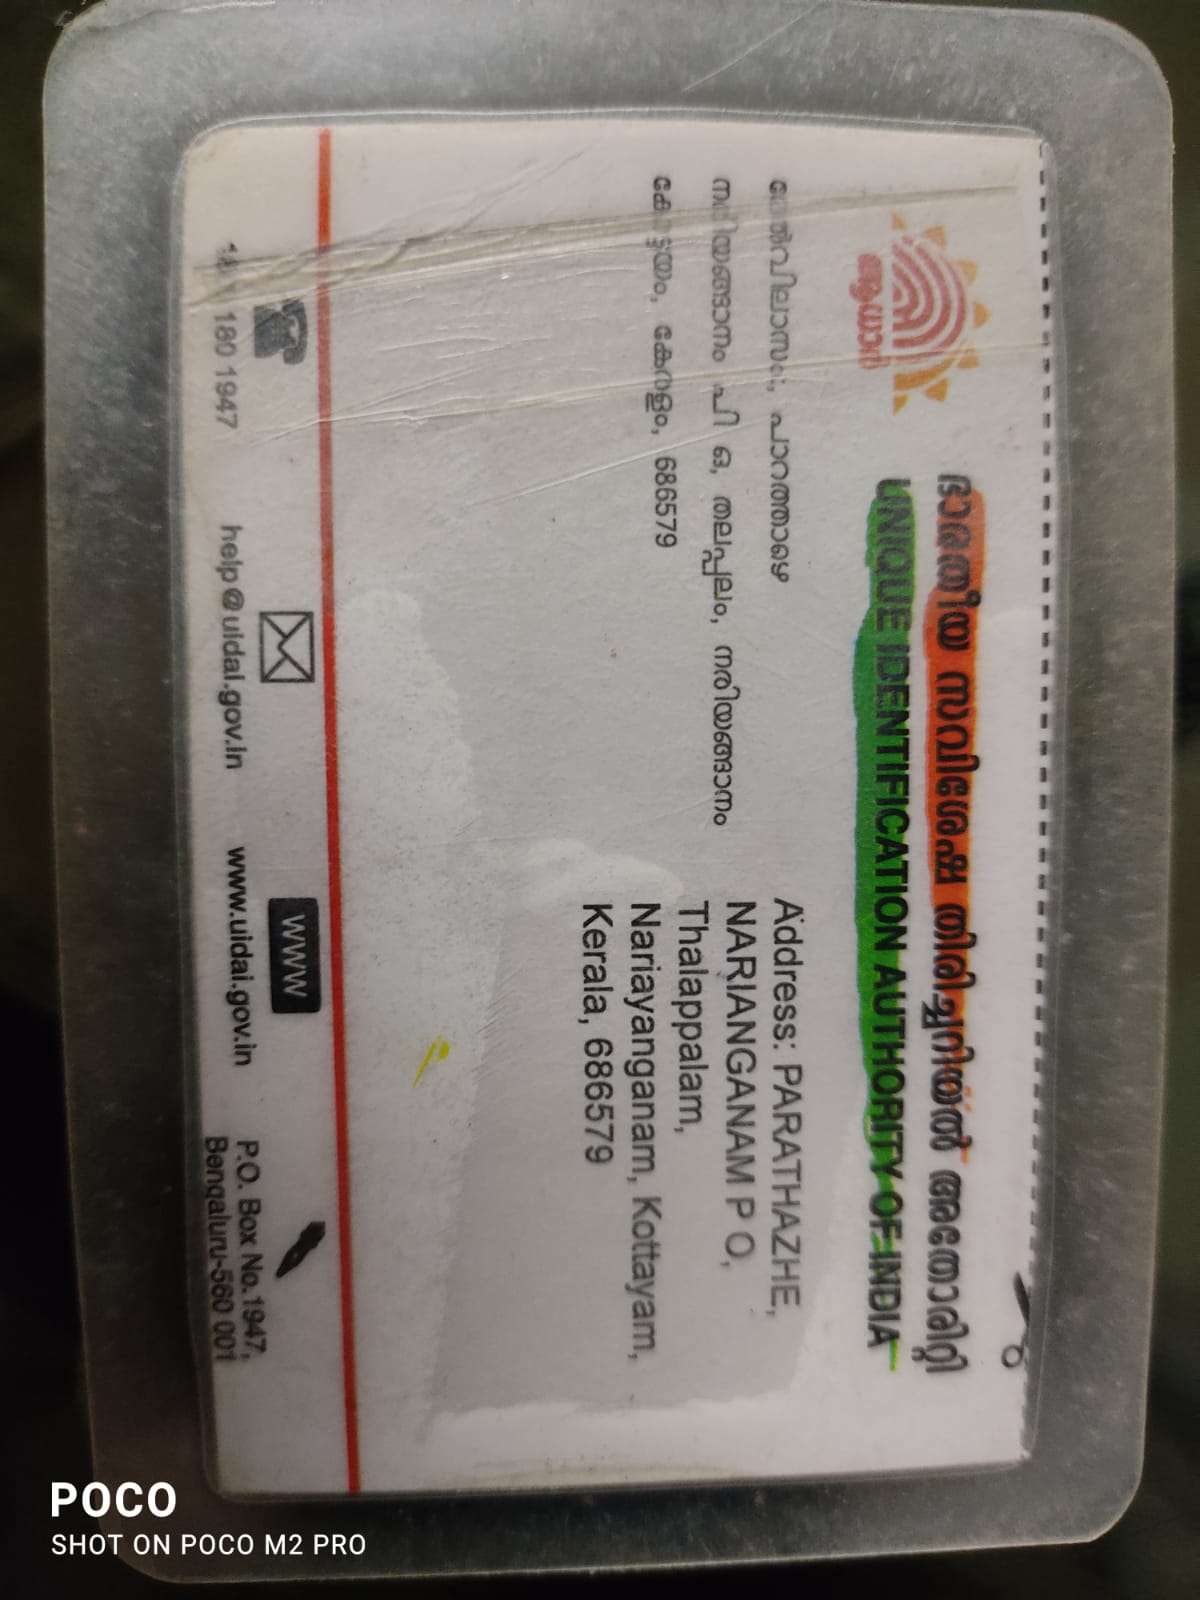 ഭാരതീയ സവിശേഷ തിരിച്ചറിയൽ അതോരിറ്റി
UNIQUE IDENTIFICATION AUTHORITY OF INDIA
ആധാർ
മേൽവിലാസം:, പാറത്താഴെ
നരിയങ്ങാനം പി ഒ, തലപ്പലം, നരിയങ്ങാനം
കോട്ടയം, കേരളം, 686579
Address: PARATHAZHE,
NARIANGANAM P O,
Thalappalam,
Nariayanganam, Kottayam,
Kerala, 686579
180 1947
help@uidai.gov.in
WWW
www.uidai.gov.in
P.O. Box No.1947,
Bengaluru-560 001
POCO
SHOT ON POCO M2 PRO